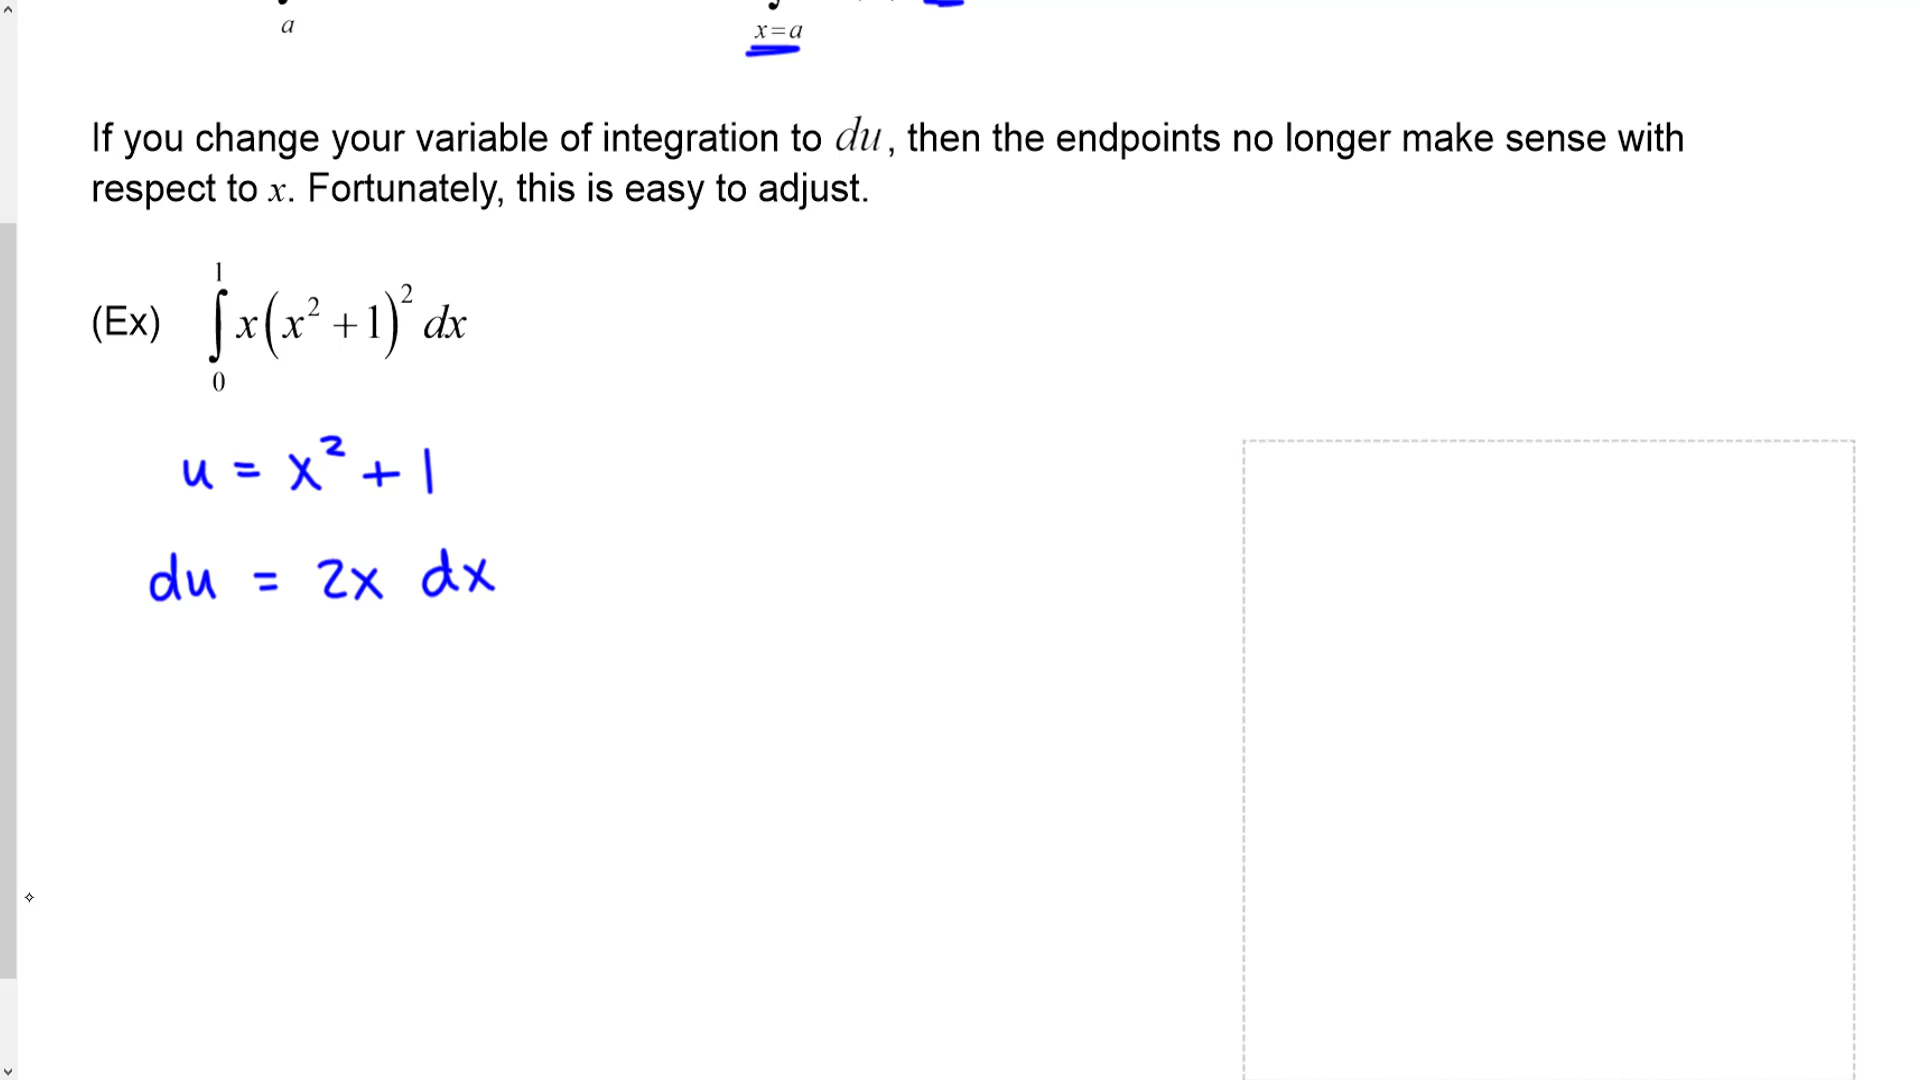 a
x=a
If you change your variable of integration to du, then the endpoints no longer make sense with
respect to x. Fortunately, this is easy to adjust.
(Ex) ∫₀¹ x(x² + 1)² dx
u = x² + 1
du = 2x dx